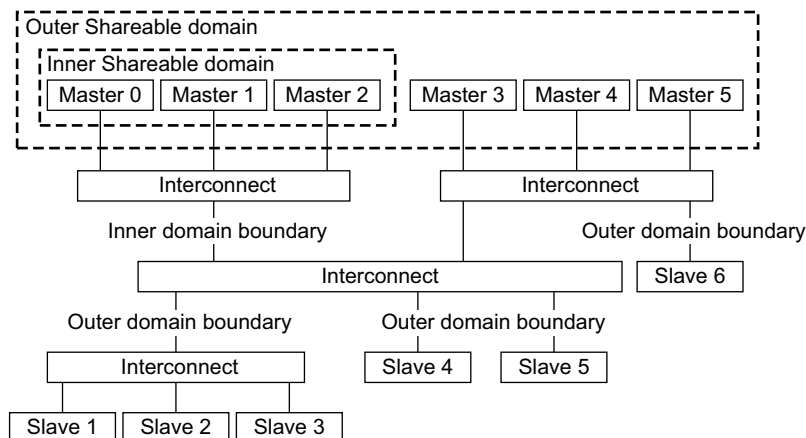 Outer Shareable domain
Inner Shareable domain
Master 0 Master 1 Master 2 Master 3 Master 4 Master 5
Interconnect Interconnect
Inner domain boundary Outer domain boundary
Interconnect Slave 6
Outer domain boundary Outer domain boundary
Interconnect Slave 4 Slave 5
Slave 1 Slave 2 Slave 3